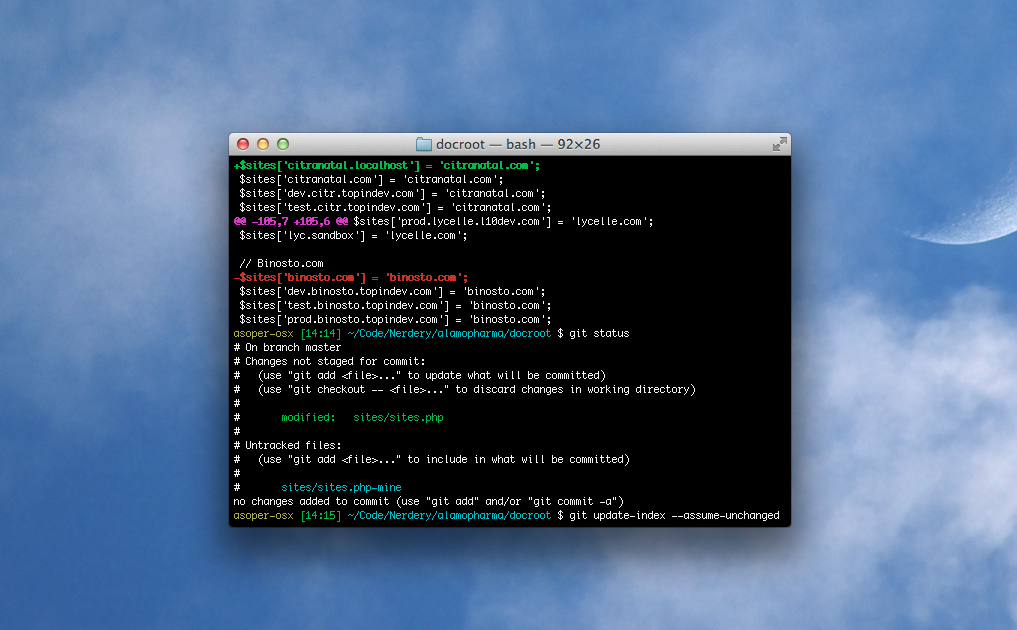 docroot — bash — 92×26
+$sites['citranatal.localhost'] = 'citranatal.com';
$sites['citranatal.com'] = 'citranatal.com';
$sites['dev.citr.topindev.com'] = 'citranatal.com';
$sites['test.citr.topindev.com'] = 'citranatal.com';
@@ -105,7 +105,6 @@ $sites['prod.lycelle.l10dev.com'] = 'lycelle.com';
$sites['lyc.sandbox'] = 'lycelle.com';
// Binosto.com
-$sites['binosto.com'] = 'binosto.com';
$sites['dev.binosto.topindev.com'] = 'binosto.com';
$sites['test.binosto.topindev.com'] = 'binosto.com';
$sites['prod.binosto.topindev.com'] = 'binosto.com';
asoper-osx [14:14] ~/Code/Nerdery/alamopharma/docroot $ git status
# On branch master
# Changes not staged for commit:
#   (use "git add <file>..." to update what will be committed)
#   (use "git checkout -- <file>..." to discard changes in working directory)
#
#       modified:   sites/sites.php
#
# Untracked files:
#   (use "git add <file>..." to include in what will be committed)
#
#       sites/sites.php-mine
no changes added to commit (use "git add" and/or "git commit -a")
asoper-osx [14:15] ~/Code/Nerdery/alamopharma/docroot $ git update-index --assume-unchanged